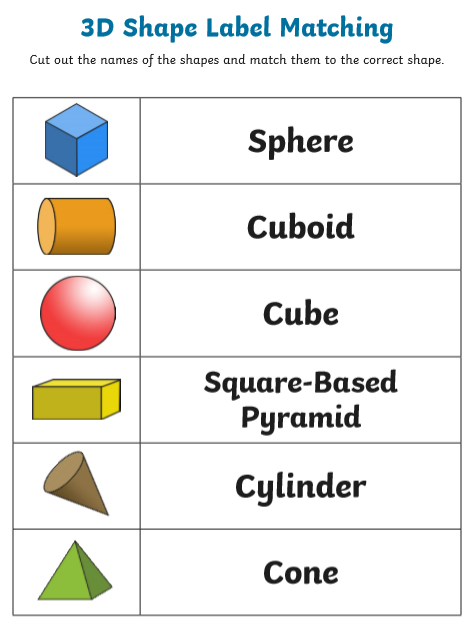 3D Shape Label Matching
Cut out the names of the shapes and match them to the correct shape.
Sphere
Cuboid
Cube
Square-Based
Pyramid
Cylinder
Cone